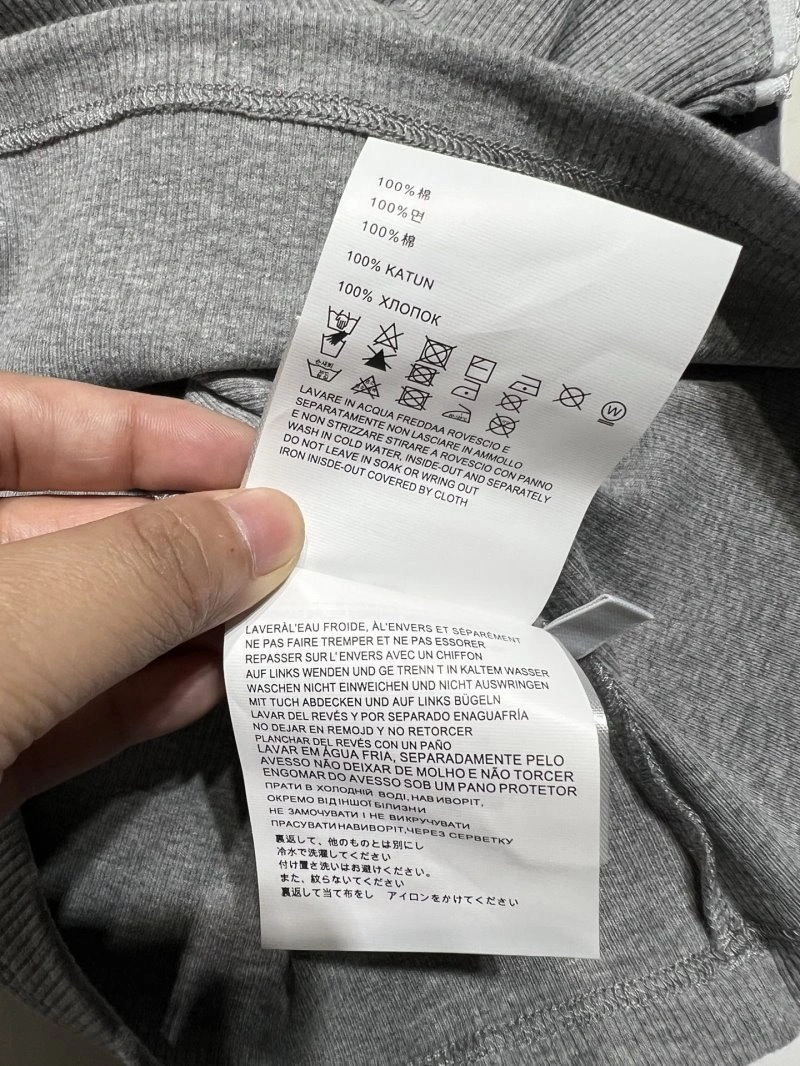 100%棉
100%면
100%棉
100% KATUN
100% ХЛОПОК
W
LAVARE IN ACQUA FREDDAA ROVESCIO E
SEPARATAMENTE NON LASCIARE IN AMMOLLO
E NON STRIZZARE STIRARE A ROVESCIO CON PANNO
WASH IN COLD WATER, INSIDE-OUT AND SEPARATELY
DO NOT LEAVE IN SOAK OR WRING OUT
IRON INISDE-OUT COVERED BY CLOTH
LAVERÀL'EAU FROIDE, ÀL'ENVERS ET SÉPARÉMENT
NE PAS FAIRE TREMPER ET NE PAS ESSORER
REPASSER SUR L'ENVERS AVEC UN CHIFFON
AUF LINKS WENDEN UND GE TRENN T IN KALTEM WASSER
WASCHEN NICHT EINWEICHEN UND NICHT AUSWRINGEN
MIT TUCH ABDECKEN UND AUF LINKS BÜGELN
LAVAR DEL REVÉS Y POR SEPARADO ENAGUAFRÍA
NO DEJAR EN REMOJD Y NO RETORCER
PLANCHAR DEL REVÉS CON UN PAÑO
LAVAR EM ÁGUA FRIA, SEPARADAMENTE PELO
AVESSO NÃO DEIXAR DE MOLHO E NÃO TORCER
ENGOMAR DO AVESSO SOB UM PANO PROTETOR
ПРАТИ В ХОЛОДНІЙ ВОДІ, НАВИВОРІТ,
ОКРЕМО ВІДІНШОЇ БІЛИЗНИ
НЕ ЗАМОЧУВАТИ І НЕ ВИКРУЧУВАТИ
ПРАСУВАТИНАВИВОРІТ,ЧЕРЕЗ СЕРВЕТКУ
裏返して、他のものとは別にし
冷水で洗濯してください
付け置き洗いはお避けください。
また、絞らないてください
裏返して当て布をし アイロンをかけてください